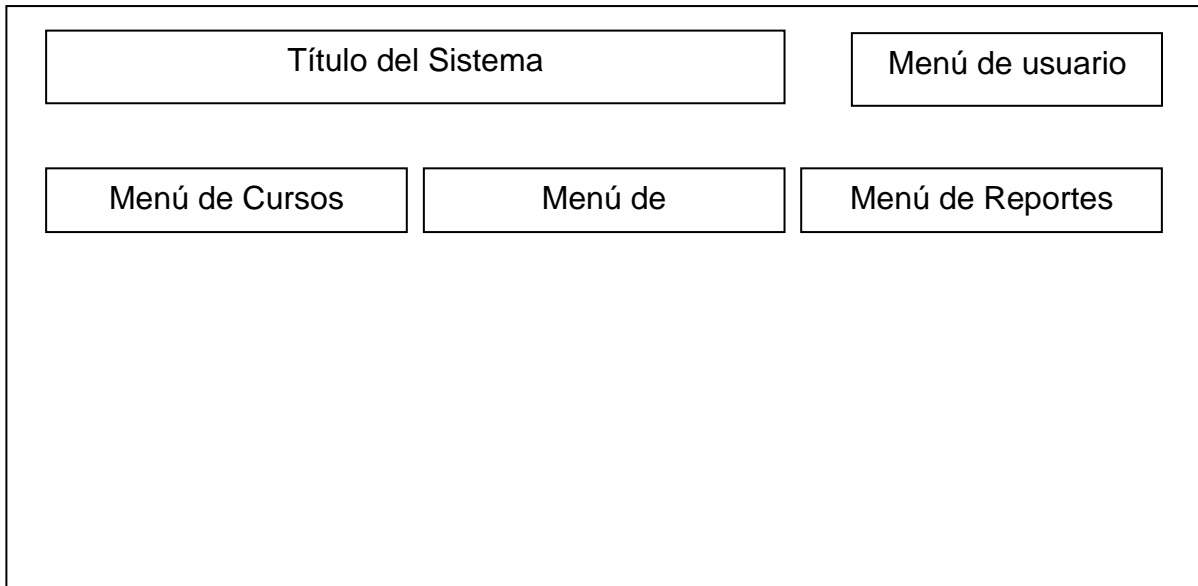 Título del Sistema
Menú de usuario
Menú de Cursos
Menú de
Menú de Reportes